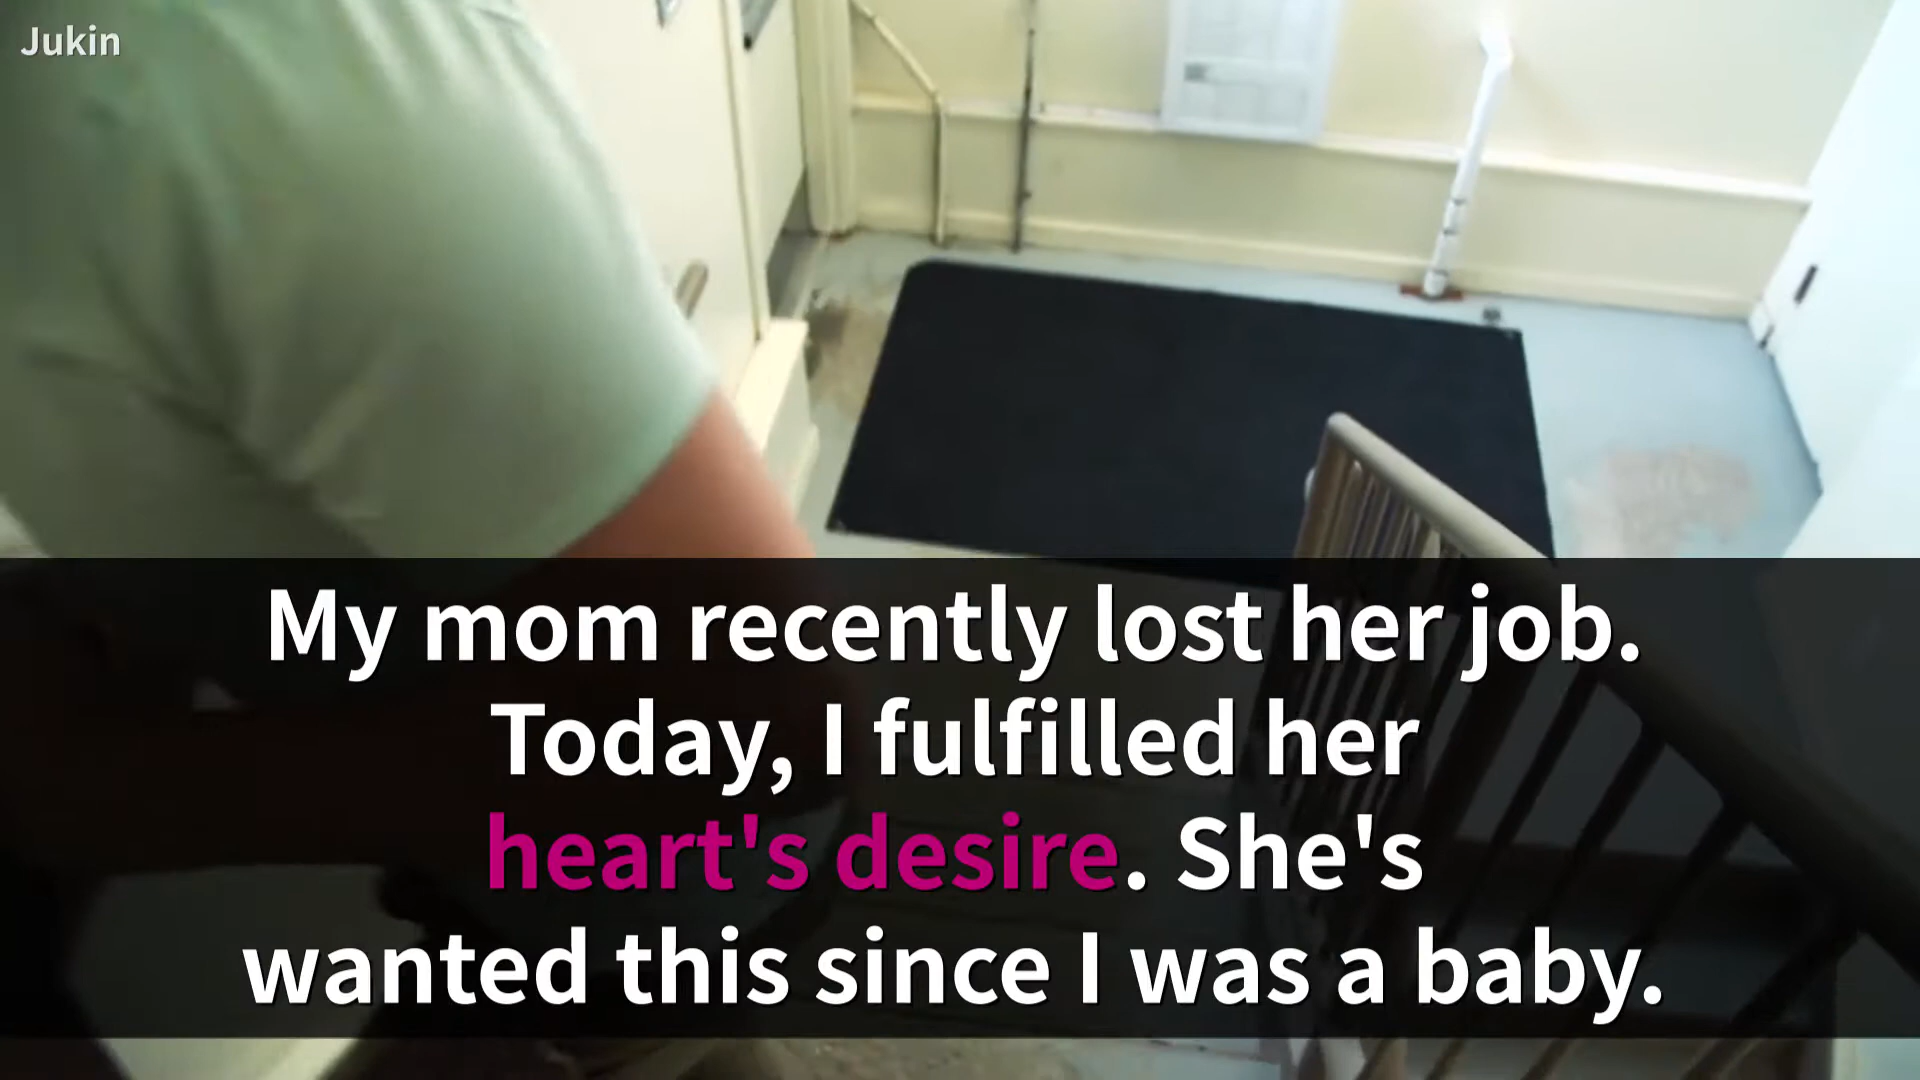 Jukin
My mom recently lost her job.
Today, I fulfilled her
heart's desire. She's
wanted this since I was a baby.